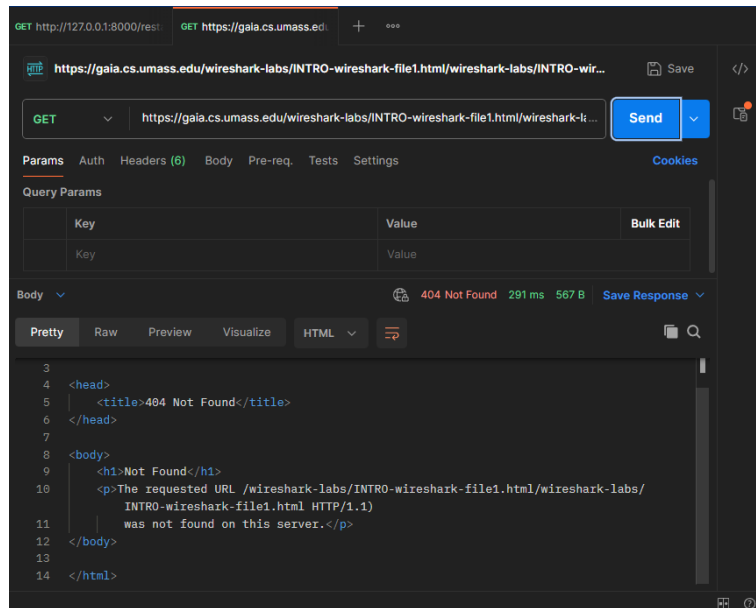 GET http://127.0.0.1:8000/rest
GET https://gaia.cs.umass.edu
HTTP https://gaia.cs.umass.edu/wireshark-labs/INTRO-wireshark-file1.html/wireshark-labs/INTRO-wir...
Save
GET
https://gaia.cs.umass.edu/wireshark-labs/INTRO-wireshark-file1.html/wireshark-la...
Send
Params Auth Headers (6) Body Pre-req. Tests Settings
Cookies
Query Params
Key Value Bulk Edit
Key Value
Body
404 Not Found 291 ms 567 B Save Response
Pretty Raw Preview Visualize HTML
3
4 <head>
5 <title>404 Not Found</title>
6 </head>
7
8 <body>
9 <h1>Not Found</h1>
10 <p>The requested URL /wireshark-labs/INTRO-wireshark-file1.html/wireshark-labs/
INTRO-wireshark-file1.html HTTP/1.1)
11 was not found on this server.</p>
12 </body>
13
14 </html>